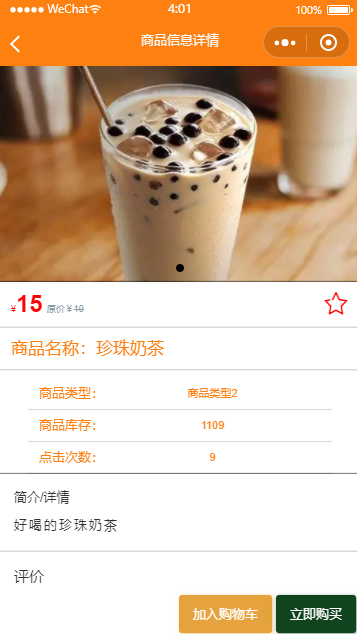 WeChat 4:01 100%
商品信息详情
¥15 原价¥10
商品名称：珍珠奶茶
商品类型： 商品类型2
商品库存： 1109
点击次数： 9
简介/详情
好喝的珍珠奶茶
评价
加入购物车 立即购买